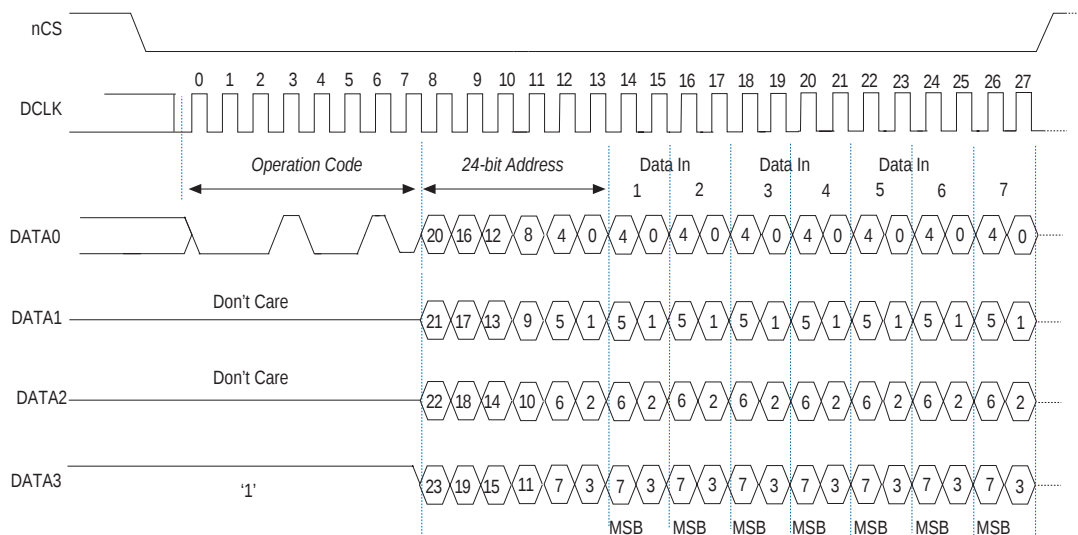 nCS
0 1 2 3 4 5 6 7 8 9 10 11 12 13 14 15 16 17 18 19 20 21 22 23 24 25 26 27
DCLK
Operation Code 24-bit Address Data In Data In Data In
1 2 3 4 5 6 7
DATA0 20 16 12 8 4 0 4 0 4 0 4 0 4 0 4 0 4 0 4 0
Don't Care
DATA1 21 17 13 9 5 1 5 1 5 1 5 1 5 1 5 1 5 1 5 1
Don't Care
DATA2 22 18 14 10 6 2 6 2 6 2 6 2 6 2 6 2 6 2 6 2
DATA3 ‘1’ 23 19 15 11 7 3 7 3 7 3 7 3 7 3 7 3 7 3 7 3
MSB MSB MSB MSB MSB MSB MSB